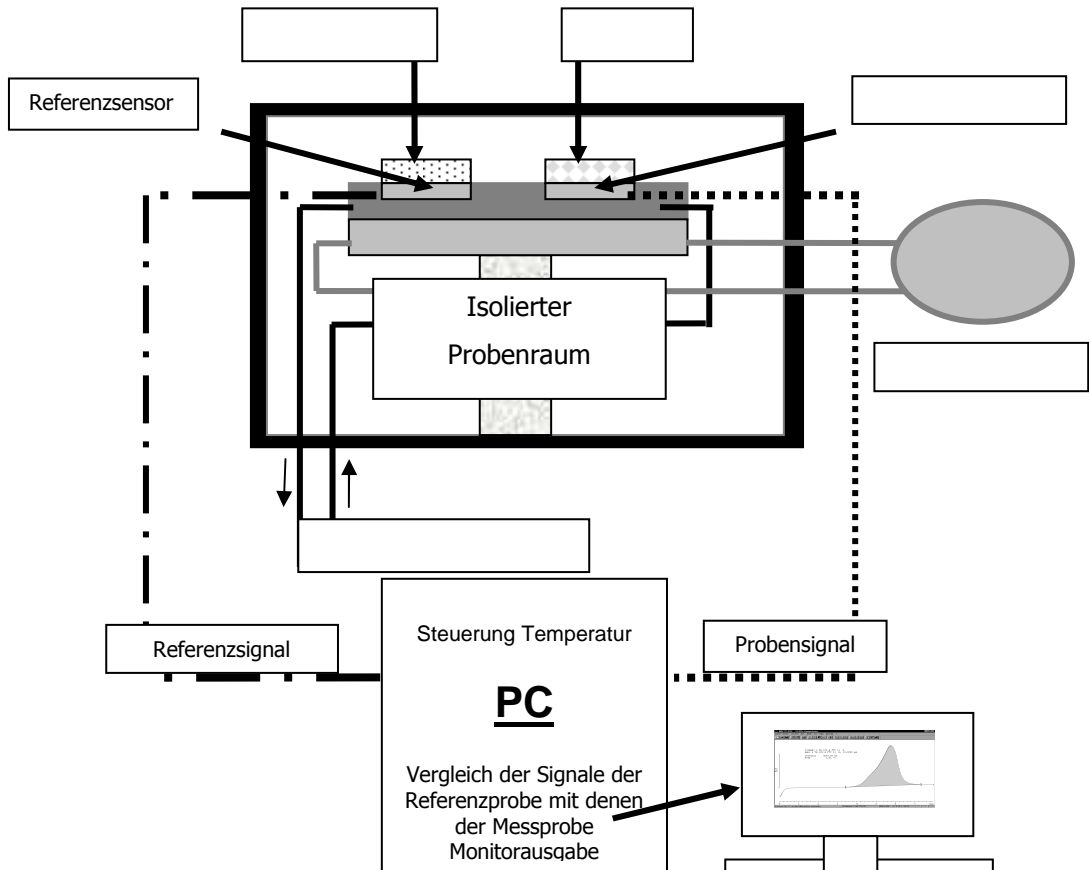 Referenzsensor
Isolierter
Probenraum
Steuerung Temperatur
Referenzsignal
Probensignal
PC
Vergleich der Signale der
Referenzprobe mit denen
der Messprobe
Monitorausgabe